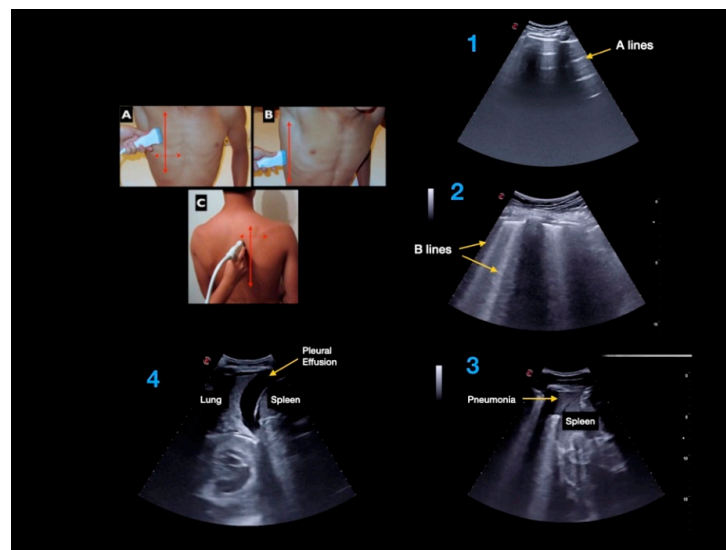 1
A lines
A
B
C
2
B lines
4
Pleural
Effusion
Lung
Spleen
3
Pneumonia
Spleen